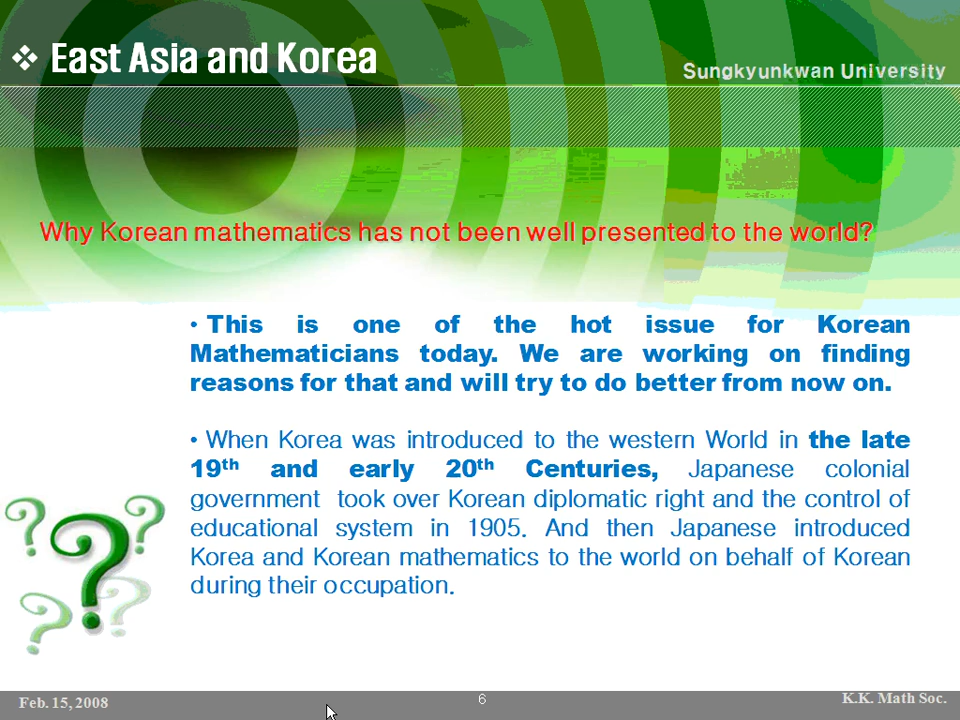 ❖ East Asia and Korea
Sungkyunkwan University
Why Korean mathematics has not been well presented to the world?
• This is one of the hot issue for Korean
Mathematicians today. We are working on finding
reasons for that and will try to do better from now on.
• When Korea was introduced to the western World in the late
19th and early 20th Centuries, Japanese colonial
government took over Korean diplomatic right and the control of
educational system in 1905. And then Japanese introduced
Korea and Korean mathematics to the world on behalf of Korean
during their occupation.
Feb. 15, 2008
6
K.K. Math Soc.